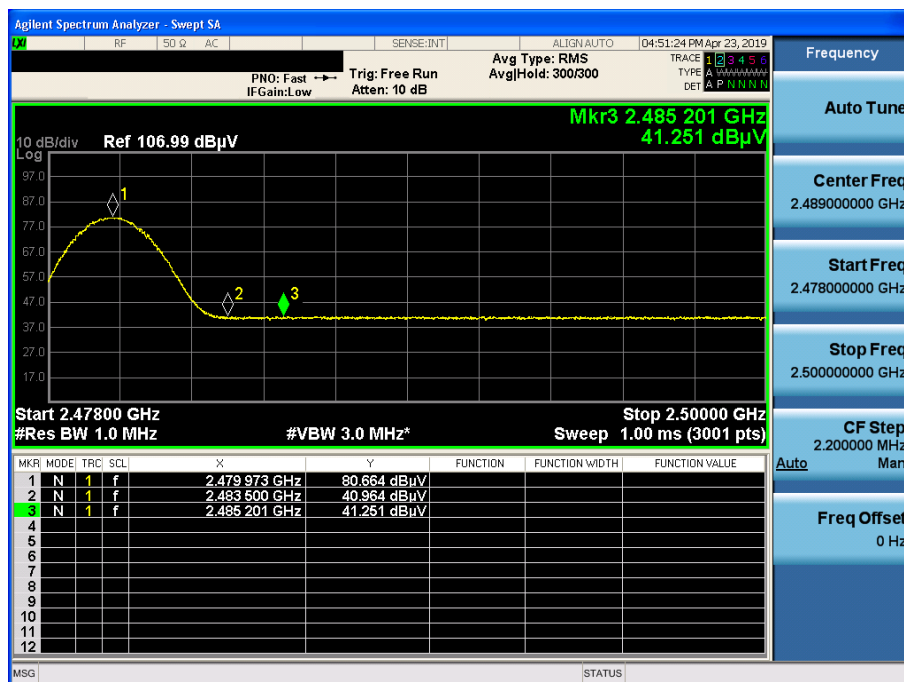 Agilent Spectrum Analyzer - Swept SA
LXI RF 50 Ω AC SENSE:INT ALIGN AUTO 04:51:24 PM Apr 23, 2019
PNO: Fast
IFGain:Low
Trig: Free Run
Atten: 10 dB
Avg Type: RMS
Avg|Hold: 300/300
TRACE 1 2 3 4 5 6
TYPE A WWWWW
DET A P N N N N
Mkr3 2.485 201 GHz
41.251 dBµV
10 dB/div
Log
Ref 106.99 dBµV
97.0
87.0
77.0
67.0
57.0
47.0
37.0
27.0
17.0
1
2
3
Start 2.47800 GHz
Stop 2.50000 GHz
#Res BW 1.0 MHz
#VBW 3.0 MHz*
Sweep 1.00 ms (3001 pts)
MKR MODE TRC SCL X Y FUNCTION FUNCTION WIDTH FUNCTION VALUE
1 N 1 f 2.479 973 GHz 80.664 dBµV
2 N 1 f 2.483 500 GHz 40.964 dBµV
3 N 1 f 2.485 201 GHz 41.251 dBµV
4
5
6
7
8
9
10
11
12
MSG
STATUS
Frequency
Auto Tune
Center Freq
2.489000000 GHz
Start Freq
2.478000000 GHz
Stop Freq
2.500000000 GHz
CF Step
2.200000 MHz
Auto Man
Freq Offset
0 Hz